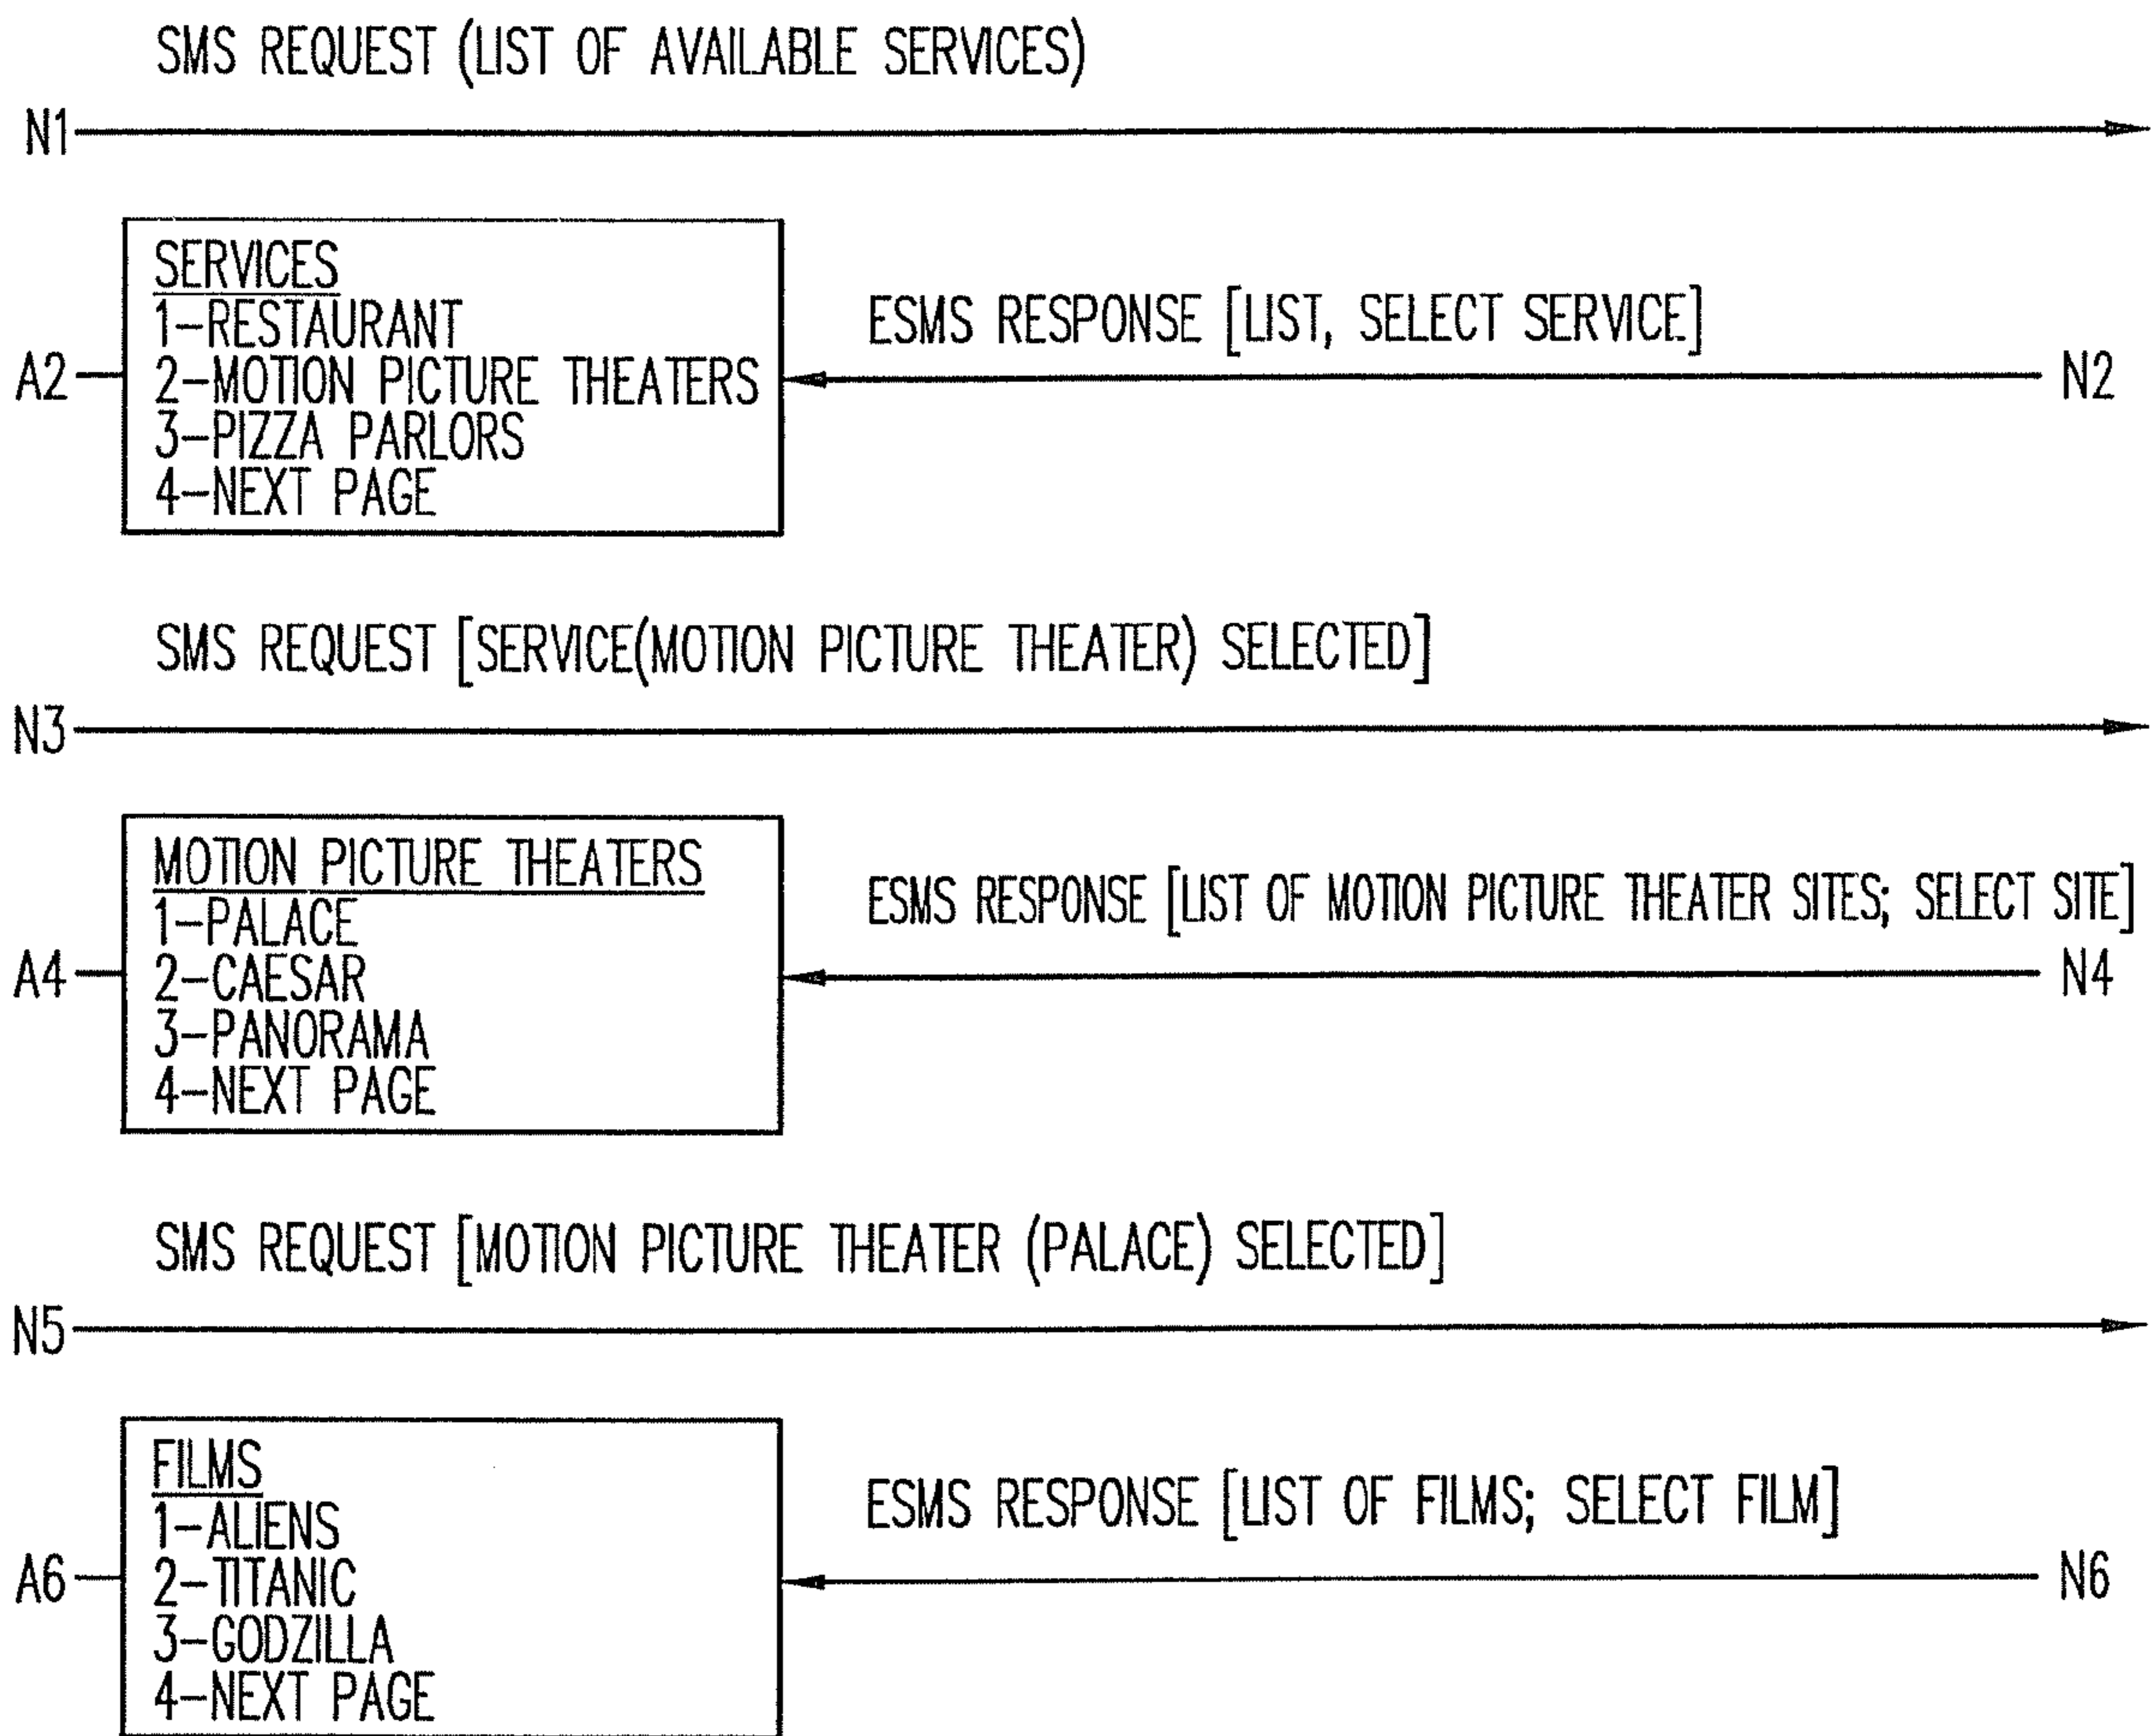 SMS REQUEST (LIST OF AVAILABLE SERVICES)
N1
SERVICES
1-RESTAURANT
2-MOTION PICTURE THEATERS
3-PIZZA PARLORS
4-NEXT PAGE
A2
ESMS RESPONSE [LIST, SELECT SERVICE]
N2
SMS REQUEST [SERVICE(MOTION PICTURE THEATER) SELECTED]
N3
MOTION PICTURE THEATERS
1-PALACE
2-CAESAR
3-PANORAMA
4-NEXT PAGE
A4
ESMS RESPONSE [LIST OF MOTION PICTURE THEATER SITES; SELECT SITE]
N4
SMS REQUEST [MOTION PICTURE THEATER (PALACE) SELECTED]
N5
FILMS
1-ALIENS
2-TITANIC
3-GODZILLA
4-NEXT PAGE
A6
ESMS RESPONSE [LIST OF FILMS; SELECT FILM]
N6